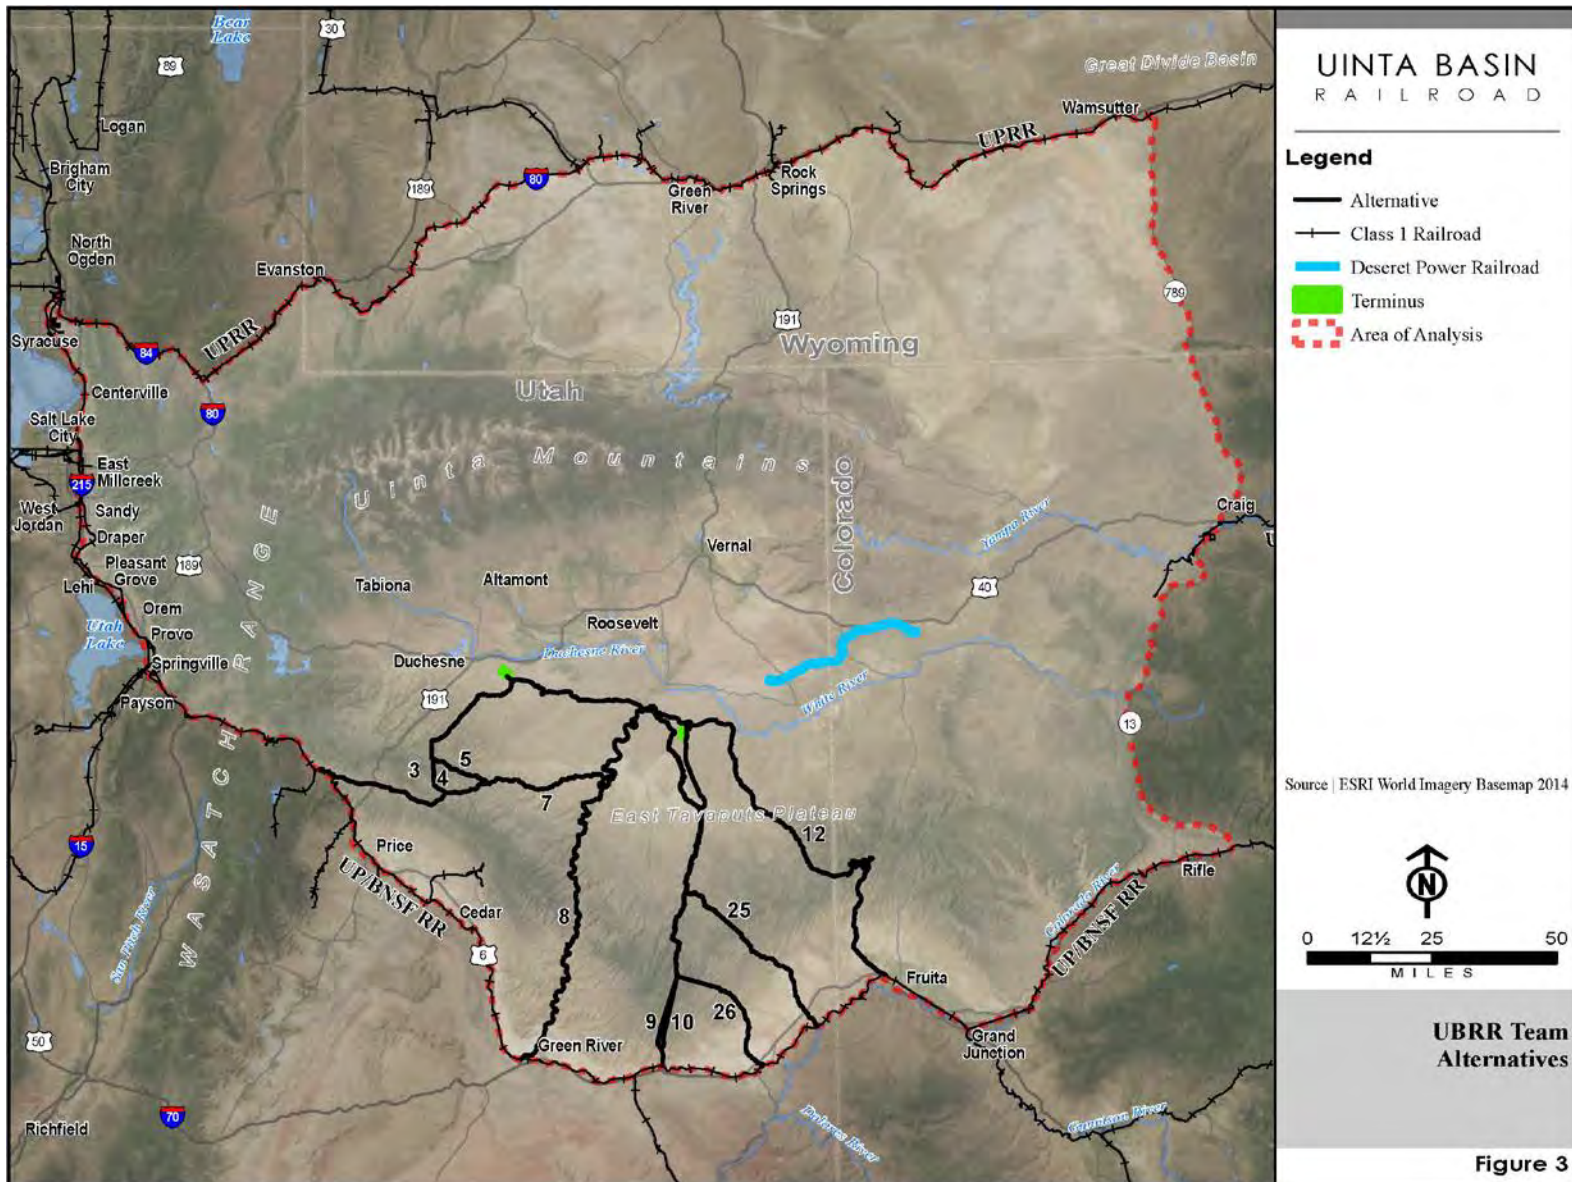 Bear
Lake
30
89
Great Divide Basin
Wamsutter
Logan
UPRR
Brigham
City
80
189
Green
River
Rock
Springs
North
Ogden
Evanston
789
UPRR
191
Syracuse
84
Wyoming
Utah
Centerville
80
Salt Lake
City
Uinta Mountains
East
Millcreek
215
West
Jordan
Sandy
Colorado
Craig
Yampa River
U
Draper
Pleasant
Grove
189
Vernal
Lehi
Tabiona
Altamont
40
Orem
Roosevelt
Utah
Lake
Provo
Duchesne River
Springville
Duchesne
White River
191
Payson
13
WASATCH RANGE
3
5
4
7
East Tavaputs Plateau
12
15
Price
UP/BNSF RR
Rifle
Colorado River
UP/BNSF RR
San Pitch River
Cedar
8
25
6
Fruita
9
10
26
50
Green River
Grand
Junction
70
Richfield
Dolores River
Gunnison River
UINTA BASIN
RAILROAD
Legend
Alternative
Class 1 Railroad
Deseret Power Railroad
Terminus
Area of Analysis
Source | ESRI World Imagery Basemap 2014
N
0 12½ 25 50
MILES
UBRR Team
Alternatives
Figure 3